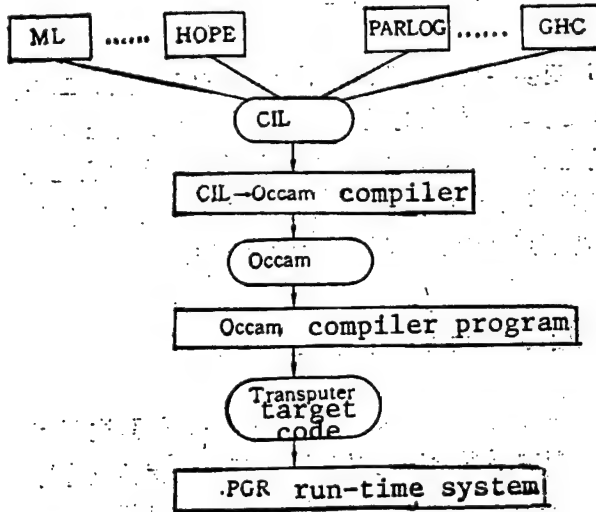 ML ...... HOPE PARLOG ...... GHC
CIL
CIL→Occam compiler
Occam
Occam compiler program
Transputer
target
code
.PGR run-time system